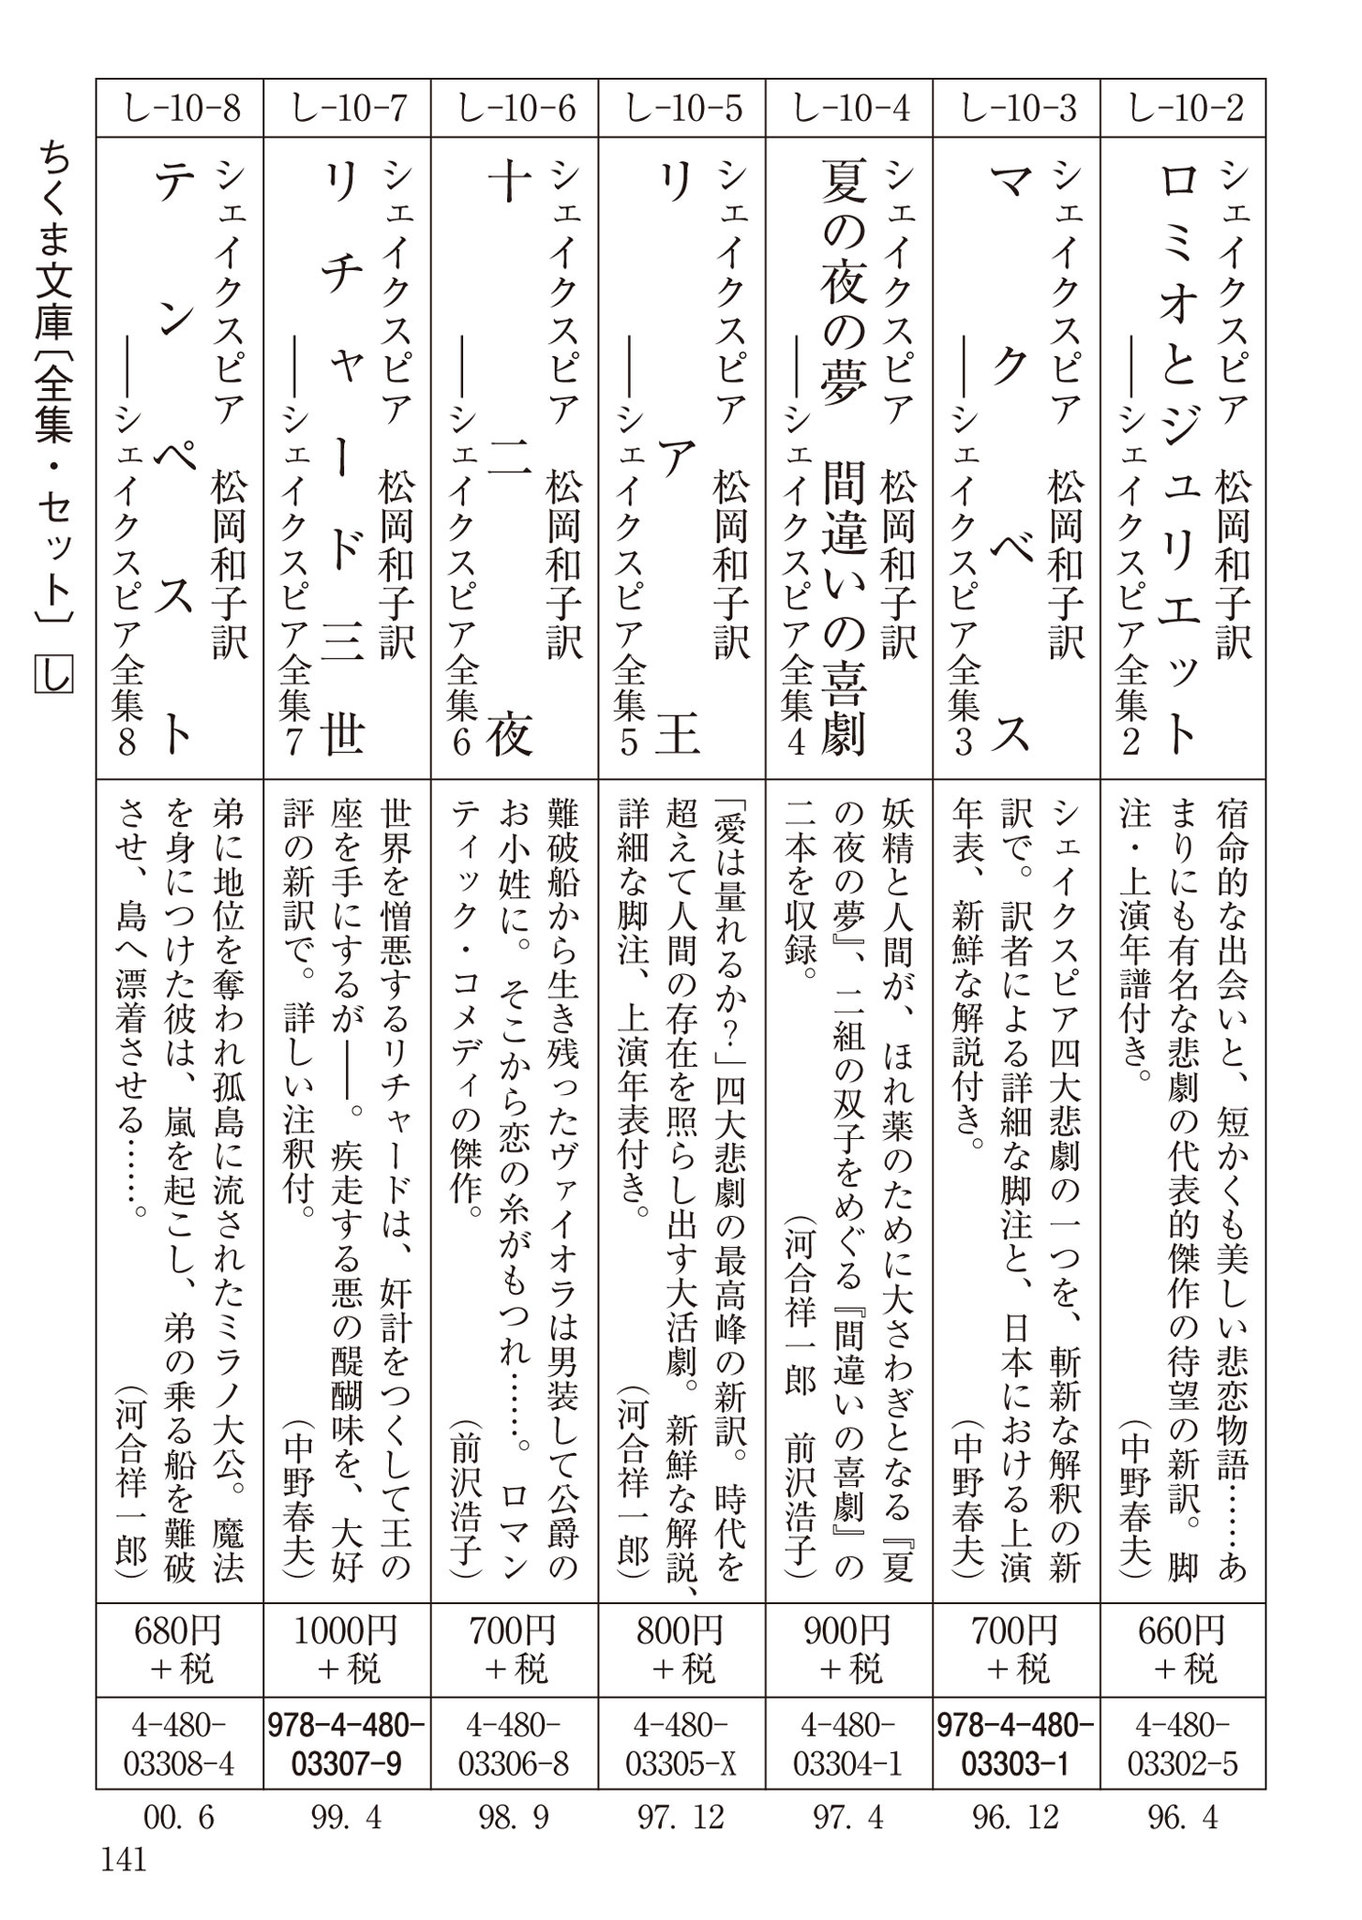 し-10-2
シェイクスピア　松岡和子訳
ロミオとジュリエット
――シェイクスピア全集2
宿命的な出会いと、短かくも美しい悲恋物語……あ
まりにも有名な悲劇の代表的傑作の待望の新訳。脚
注・上演年譜付き。　（中野春夫）
660円
+税
4-480-
03302-5
96. 4
し-10-3
シェイクスピア　松岡和子訳
マクベス
――シェイクスピア全集3
シェイクスピア四大悲劇の一つを、斬新な解釈の新
訳で。訳者による詳細な脚注と、日本における上演
年表、新鮮な解説付き。　（中野春夫）
700円
+税
978-4-480-
03303-1
96. 12
し-10-4
シェイクスピア　松岡和子訳
夏の夜の夢　間違いの喜劇
――シェイクスピア全集4
妖精と人間が、ほれ薬のために大さわぎとなる『夏
の夜の夢』、二組の双子をめぐる『間違いの喜劇』の
二本を収録。　（河合祥一郎　前沢浩子）
900円
+税
4-480-
03304-1
97. 4
し-10-5
シェイクスピア　松岡和子訳
リア王
――シェイクスピア全集5
「愛は量れるか？」四大悲劇の最高峰の新訳。時代を
超えて人間の存在を照らし出す大活劇。新鮮な解説、
詳細な脚注、上演年表付き。　（河合祥一郎）
800円
+税
4-480-
03305-X
97. 12
し-10-6
シェイクスピア　松岡和子訳
十二夜
――シェイクスピア全集6
難破船から生き残ったヴァイオラは男装して公爵の
お小姓に。そこから恋の糸がもつれ……。ロマン
ティック・コメディの傑作。　（前沢浩子）
700円
+税
4-480-
03306-8
98. 9
し-10-7
シェイクスピア　松岡和子訳
リチャード三世
――シェイクスピア全集7
世界を憎悪するリチャードは、奸計をつくして王の
座を手にするが――。疾走する悪の醍醐味を、大好
評の新訳で。詳しい注釈付。　（中野春夫）
1000円
+税
978-4-480-
03307-9
99. 4
し-10-8
シェイクスピア　松岡和子訳
テンペスト
――シェイクスピア全集8
弟に地位を奪われ孤島に流されたミラノ大公。魔法
を身につけた彼は、嵐を起こし、弟の乗る船を難破
させ、島へ漂着させる……。　（河合祥一郎）
680円
+税
4-480-
03308-4
00. 6
ちくま文庫〔全集・セット〕 し
141